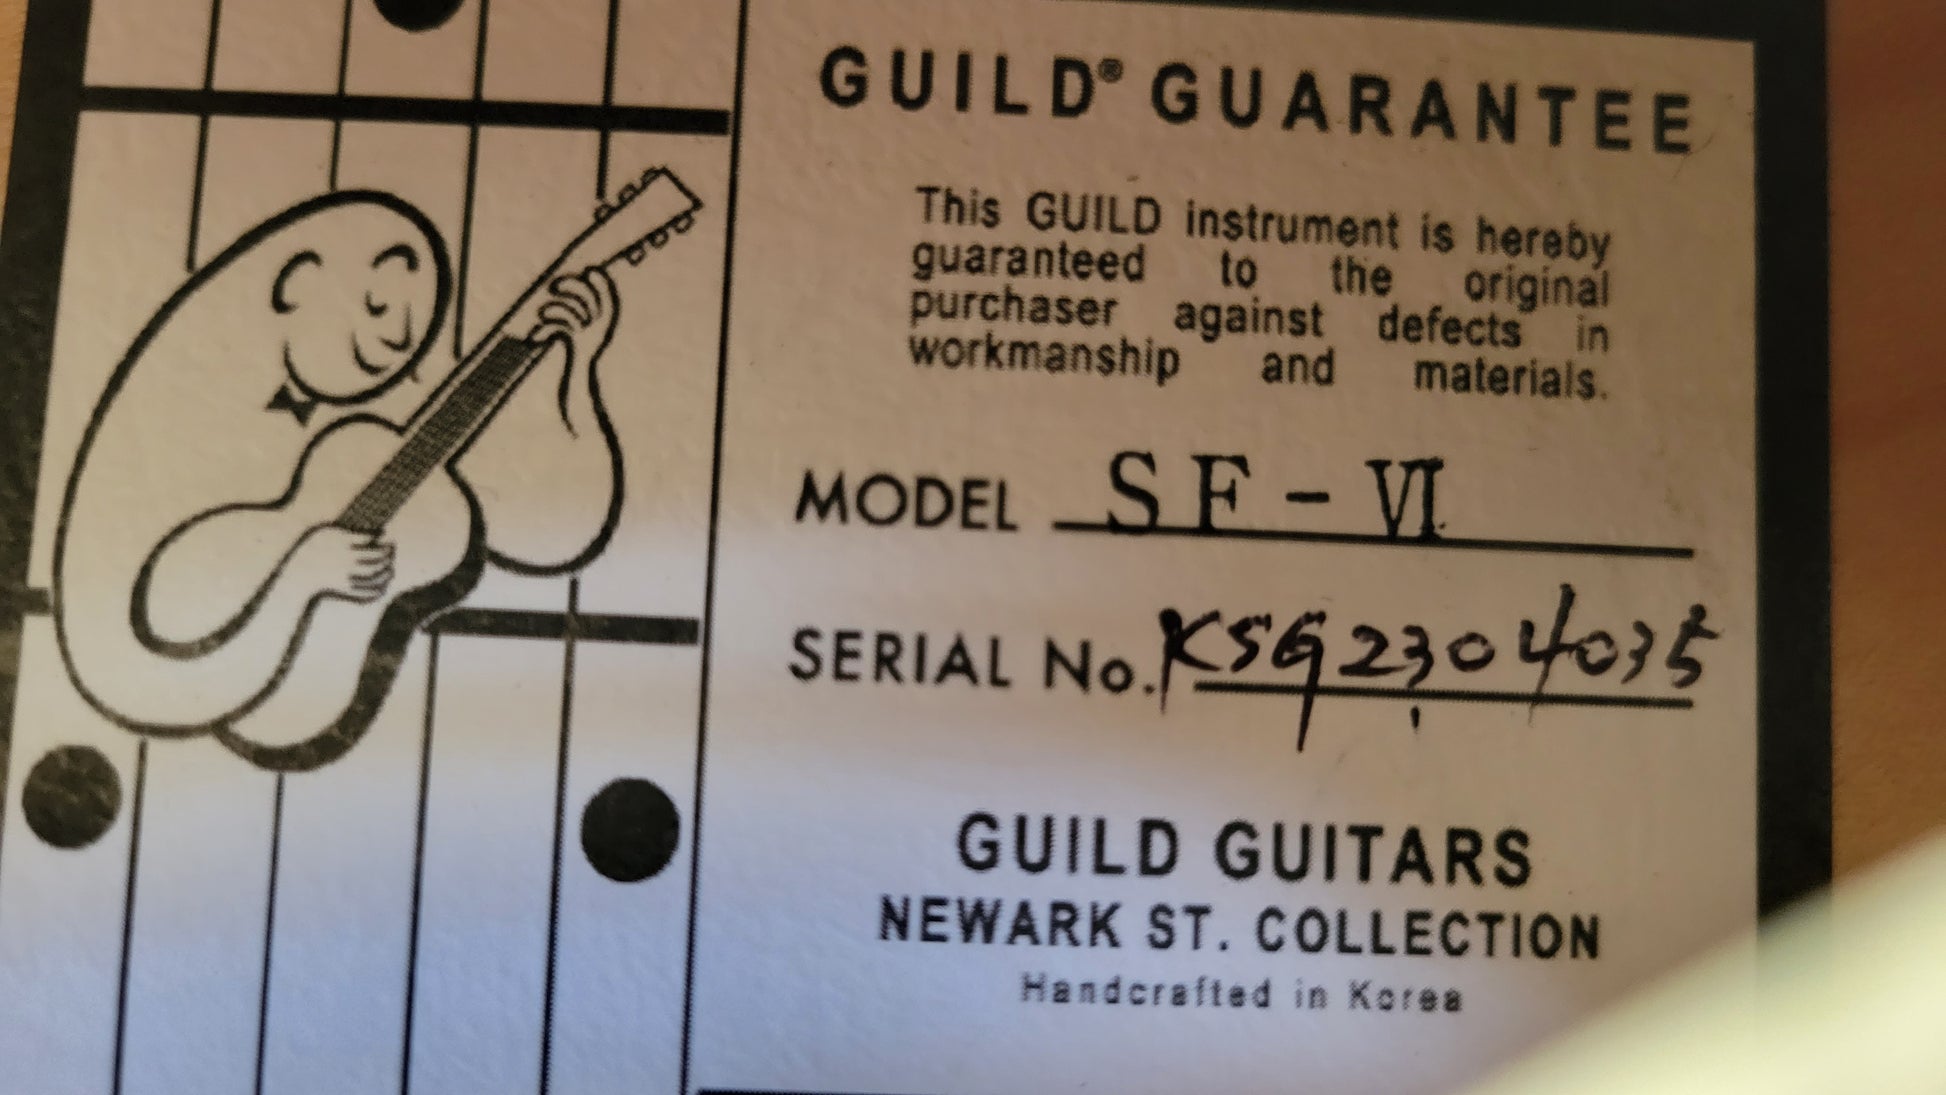 GUILD® GUARANTEE
This GUILD instrument is hereby
guaranteed to the original
purchaser against defects in
workmanship and materials.
MODEL SF-VI
SERIAL No. KSG2304035
GUILD GUITARS
NEWARK ST. COLLECTION
Handcrafted in Korea